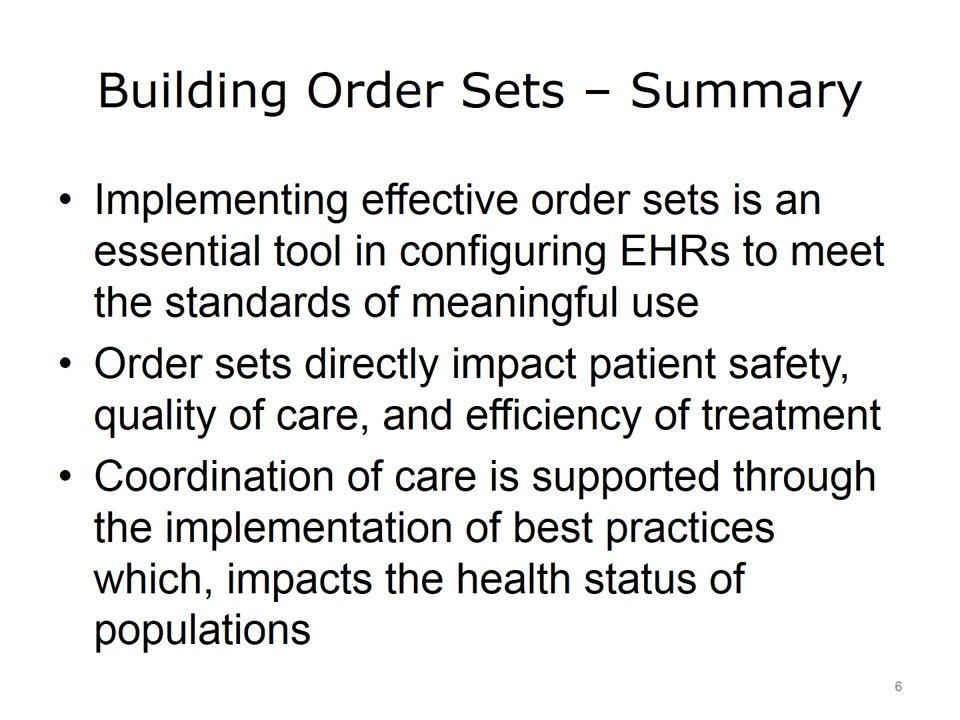 Building Order Sets – Summary
• Implementing effective order sets is an
essential tool in configuring EHRs to meet
the standards of meaningful use
• Order sets directly impact patient safety,
quality of care, and efficiency of treatment
• Coordination of care is supported through
the implementation of best practices
which, impacts the health status of
populations
6